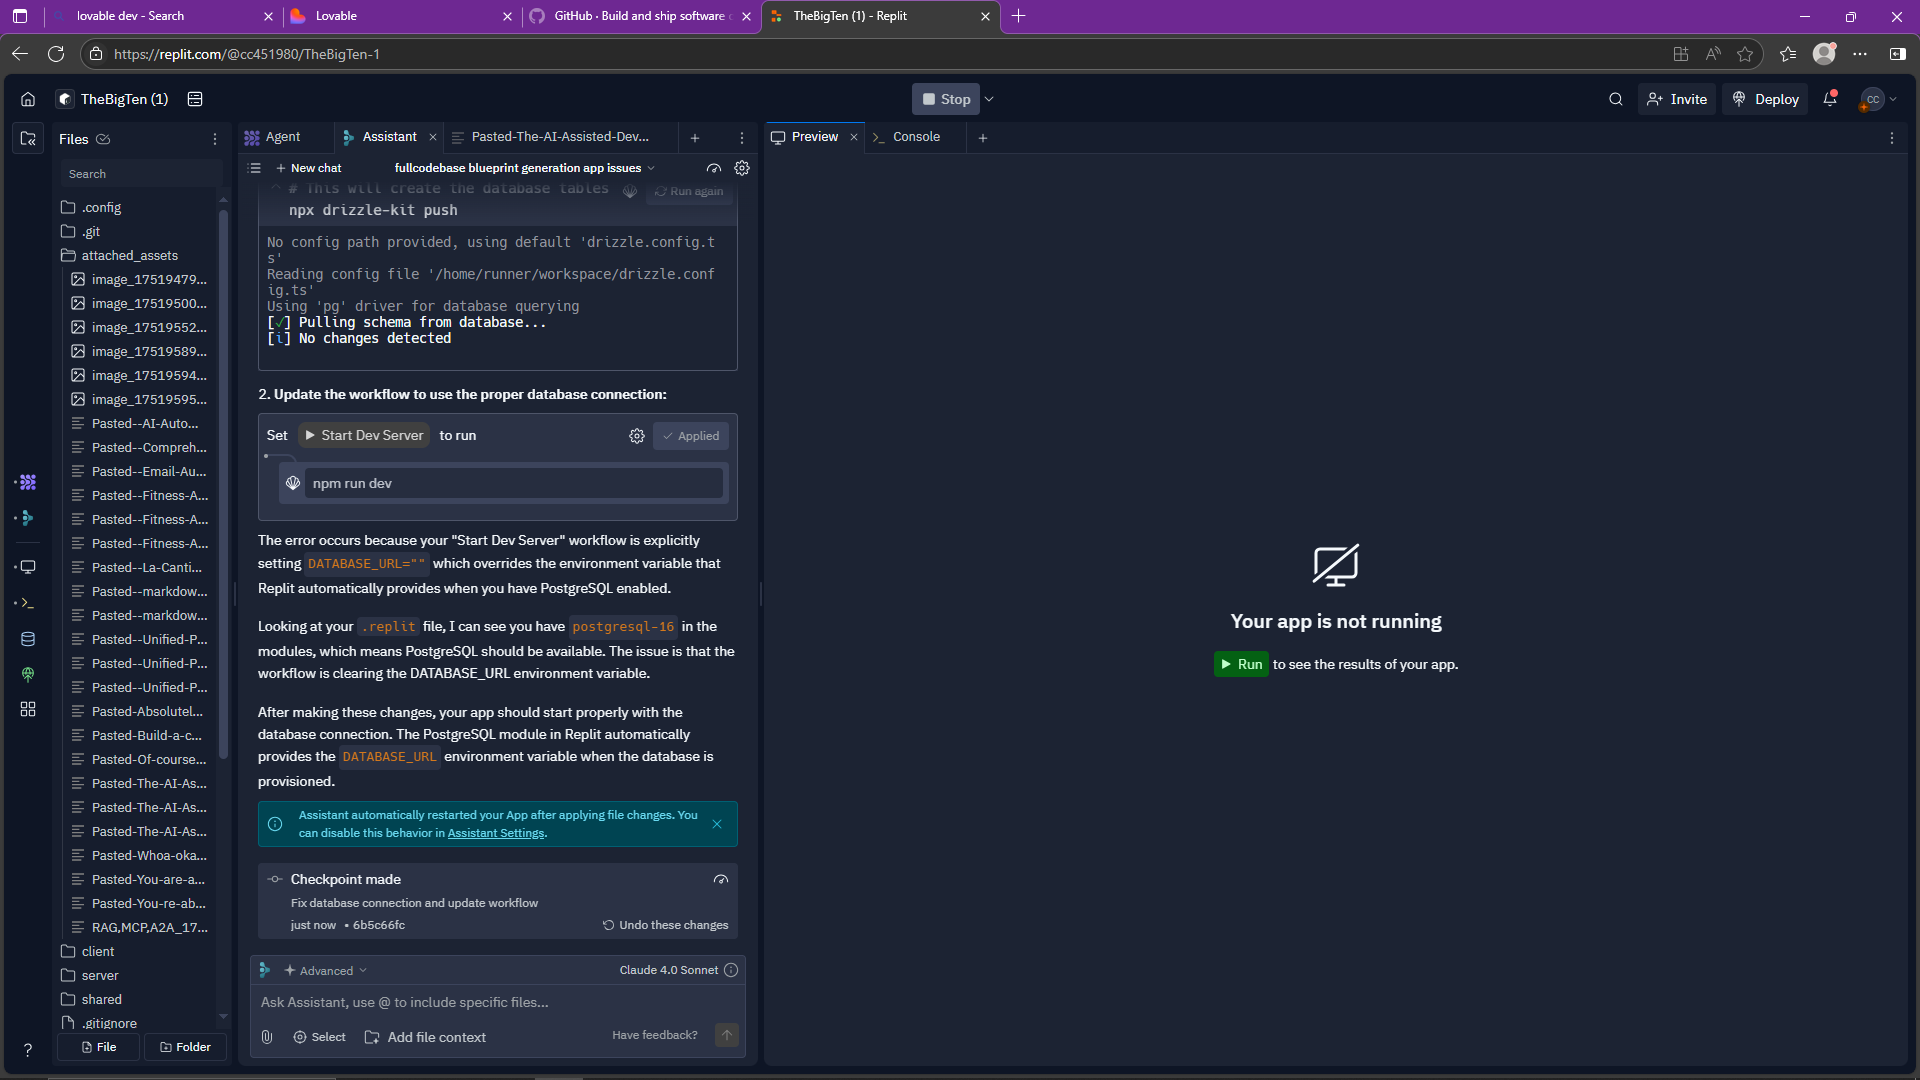 lovable dev - Search
Lovable
GitHub · Build and ship software
TheBigTen (1) - Replit
https://replit.com/@cc451980/TheBigTen-1
TheBigTen (1)
Stop
Invite
Deploy
CC
Files
Search
.config
.git
attached_assets
image_17519479...
image_17519500...
image_17519552...
image_17519589...
image_17519594...
image_17519595...
Pasted--AI-Auto...
Pasted--Compreh...
Pasted--Email-Au...
Pasted--Fitness-A...
Pasted--Fitness-A...
Pasted--Fitness-A...
Pasted--La-Canti...
Pasted--markdow...
Pasted--markdow...
Pasted--Unified-P...
Pasted--Unified-P...
Pasted--Unified-P...
Pasted-Absolutel...
Pasted-Build-a-c...
Pasted-Of-course...
Pasted-The-AI-As...
Pasted-The-AI-As...
Pasted-The-AI-As...
Pasted-Whoa-oka...
Pasted-You-are-a...
Pasted-You-re-ab...
RAG,MCP,A2A_17...
client
server
shared
.gitignore
File
Folder
Agent
Assistant
Pasted-The-AI-Assisted-Dev...
New chat
fullcodebase blueprint generation app issues
# This will create the database tables
Run again
npx drizzle-kit push
No config path provided, using default 'drizzle.config.t
s'
Reading config file '/home/runner/workspace/drizzle.conf
ig.ts'
Using 'pg' driver for database querying
[✓] Pulling schema from database...
[i] No changes detected
2. Update the workflow to use the proper database connection:
Set Start Dev Server to run
Applied
npm run dev
The error occurs because your "Start Dev Server" workflow is explicitly
setting DATABASE_URL="" which overrides the environment variable that
Replit automatically provides when you have PostgreSQL enabled.
Looking at your .replit file, I can see you have postgresql-16 in the
modules, which means PostgreSQL should be available. The issue is that the
workflow is clearing the DATABASE_URL environment variable.
After making these changes, your app should start properly with the
database connection. The PostgreSQL module in Replit automatically
provides the DATABASE_URL environment variable when the database is
provisioned.
Assistant automatically restarted your App after applying file changes. You
can disable this behavior in Assistant Settings.
Checkpoint made
Fix database connection and update workflow
just now • 6b5c66fc
Undo these changes
Advanced
Claude 4.0 Sonnet
Ask Assistant, use @ to include specific files...
Select
Add file context
Have feedback?
Preview
Console
Your app is not running
Run to see the results of your app.